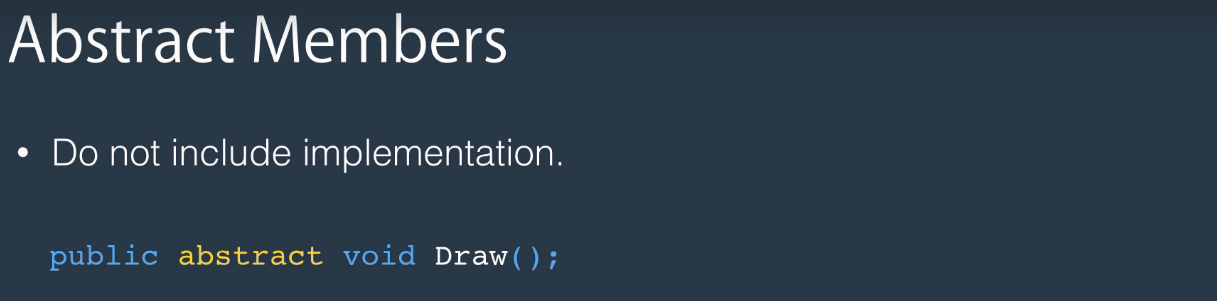 Abstract Members
• Do not include implementation.
public abstract void Draw();